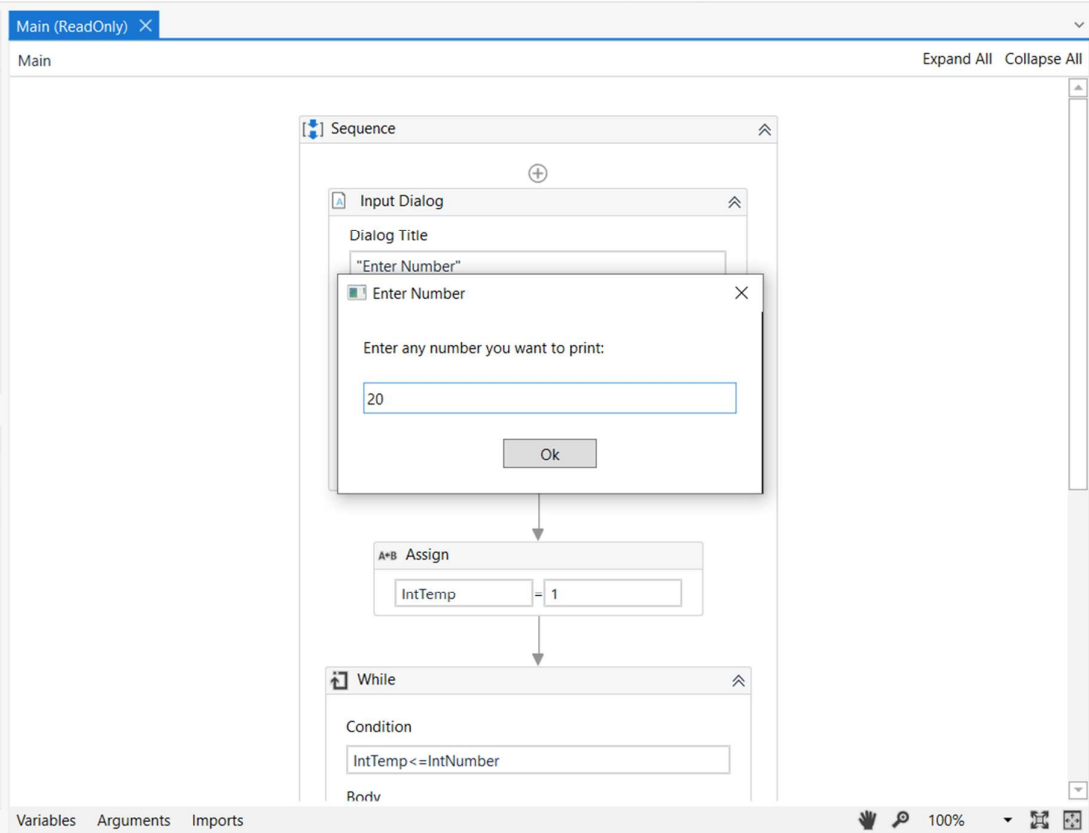 Main (ReadOnly)
Main
Expand All Collapse All
Sequence
Input Dialog
Dialog Title
"Enter Number"
Enter Number
Enter any number you want to print:
20
Ok
A+B Assign
IntTemp = 1
While
Condition
IntTemp<=IntNumber
Body
Variables Arguments Imports 100%